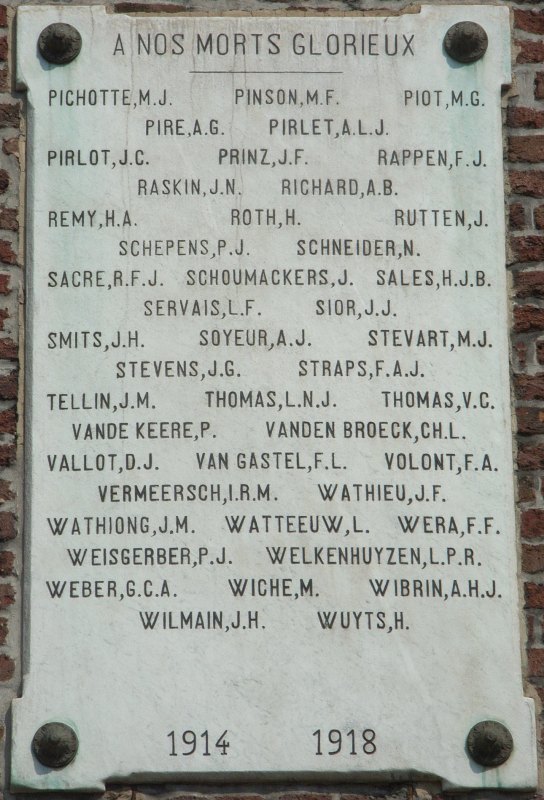 A NOS MORTS GLORIEUX
PICHOTTE,M.J. PINSON,M.F. PIOT,M.G.
PIRE,A.G. PIRLET,A.L.J.
PIRLOT,J.C. PRINZ,J.F. RAPPEN,F.J.
RASKIN,J.N. RICHARD,A.B.
REMY,H.A. ROTH,H. RUTTEN,J.
SCHEPENS,P.J. SCHNEIDER,N.
SACRE,R.F.J. SCHOUMACKERS,J. SALES,H.J.B.
SERVAIS,L.F. SIOR,J.J.
SMITS,J.H. SOYEUR,A.J. STEVART,M.J.
STEVENS,J.G. STRAPS,F.A.J.
TELLIN,J.M. THOMAS,L.N.J. THOMAS,V.C.
VANDE KEERE,P. VANDEN BROECK,CH.L.
VALLOT,D.J. VAN GASTEL,F.L. VOLONT,F.A.
VERMEERSCH,I.R.M. WATHIEU,J.F.
WATHIONG,J.M. WATTEEUW,L. WERA,F.F.
WEISGERBER,P.J. WELKENHUYZEN,L.P.R.
WEBER,G.C.A. WICHE,M. WIBRIN,A.H.J.
WILMAIN,J.H. WUYTS,H.
1914 1918